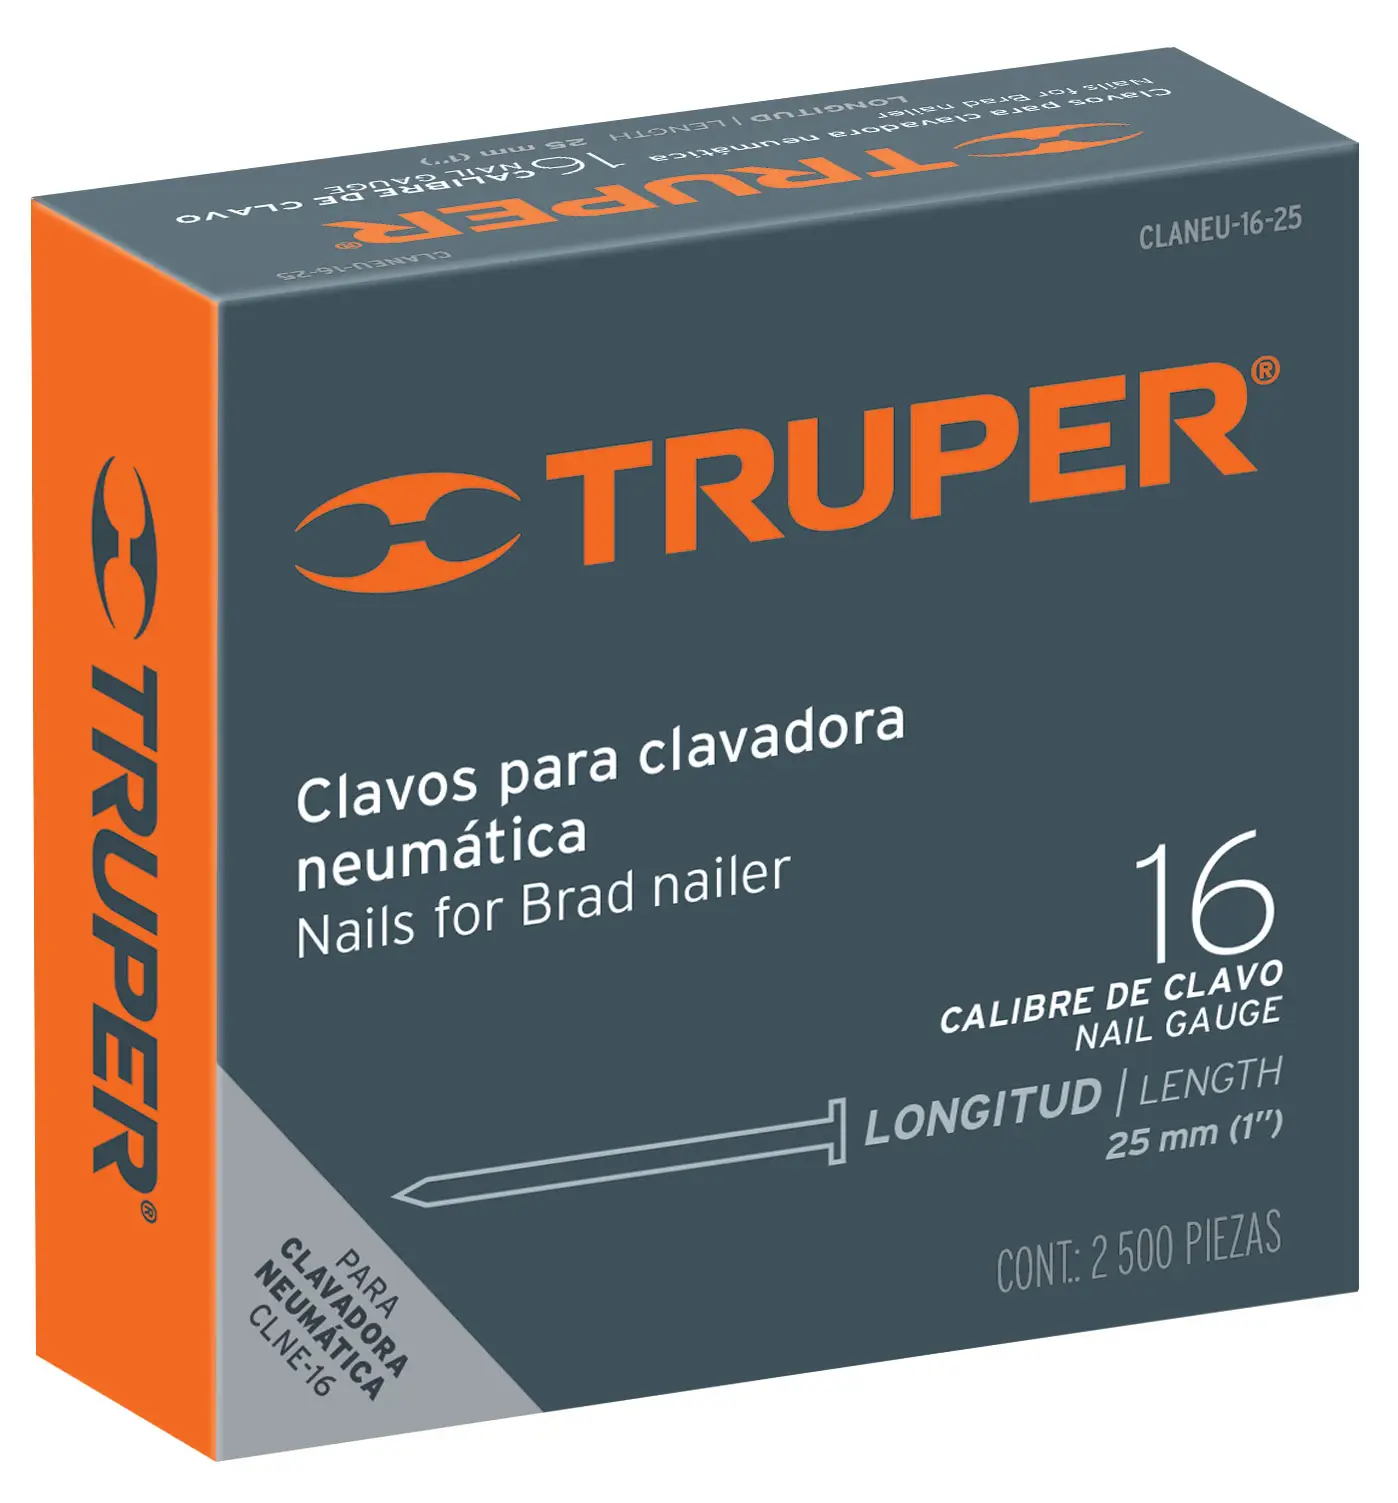 Clavos para clavadora neumática
Nails for Brad nailer
LONGITUD | LENGTH
25 mm (1")
16
CALIBRE DE CLAVO
NAIL GAUGE
TRUPER®
CLANEU-16-25
CLANEU-16-25
TRUPER®
Clavos para clavadora
neumática
Nails for Brad nailer
16
CALIBRE DE CLAVO
NAIL GAUGE
LONGITUD | LENGTH
25 mm (1")
CONT.: 2 500 PIEZAS
TRUPER®
PARA
CLAVADORA
NEUMÁTICA
CLNE-16